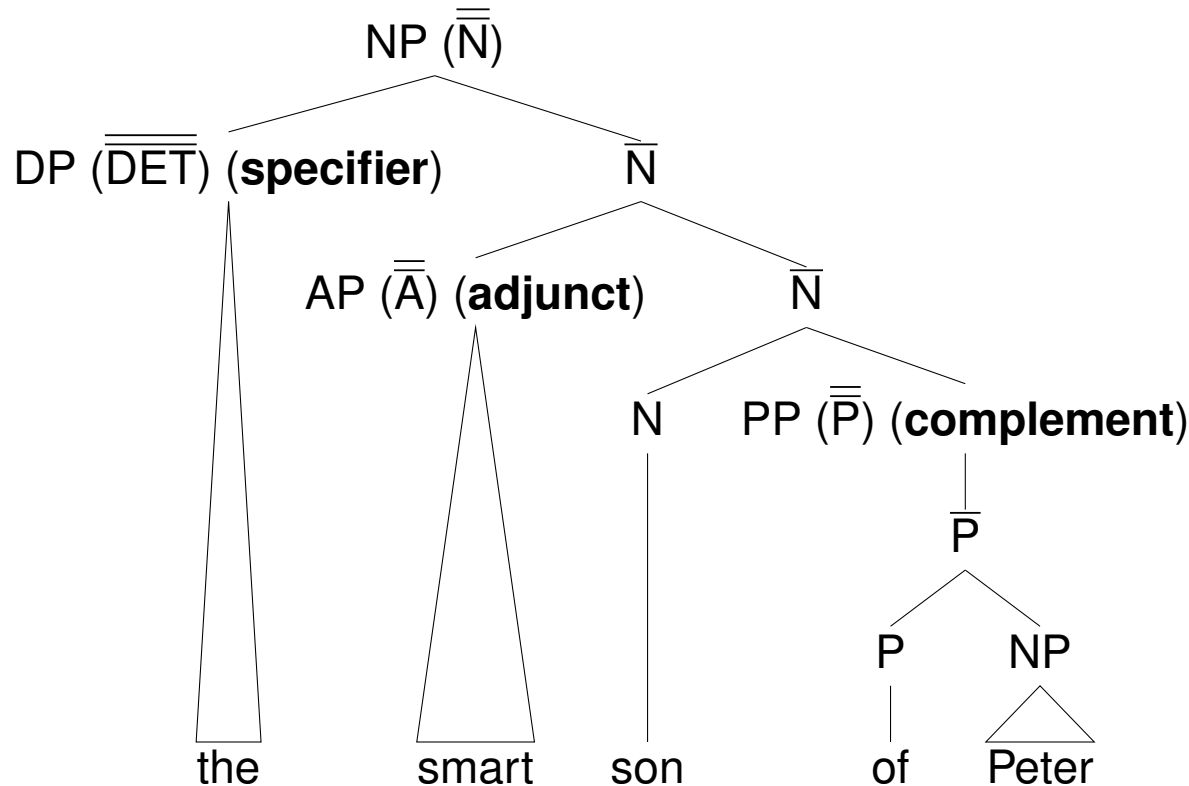 NP (N̿)
DP (D̿E̿T̿) (specifier) N̅
AP (A̿) (adjunct) N̅
N PP (P̿) (complement)
P̅
P NP
the smart son of Peter